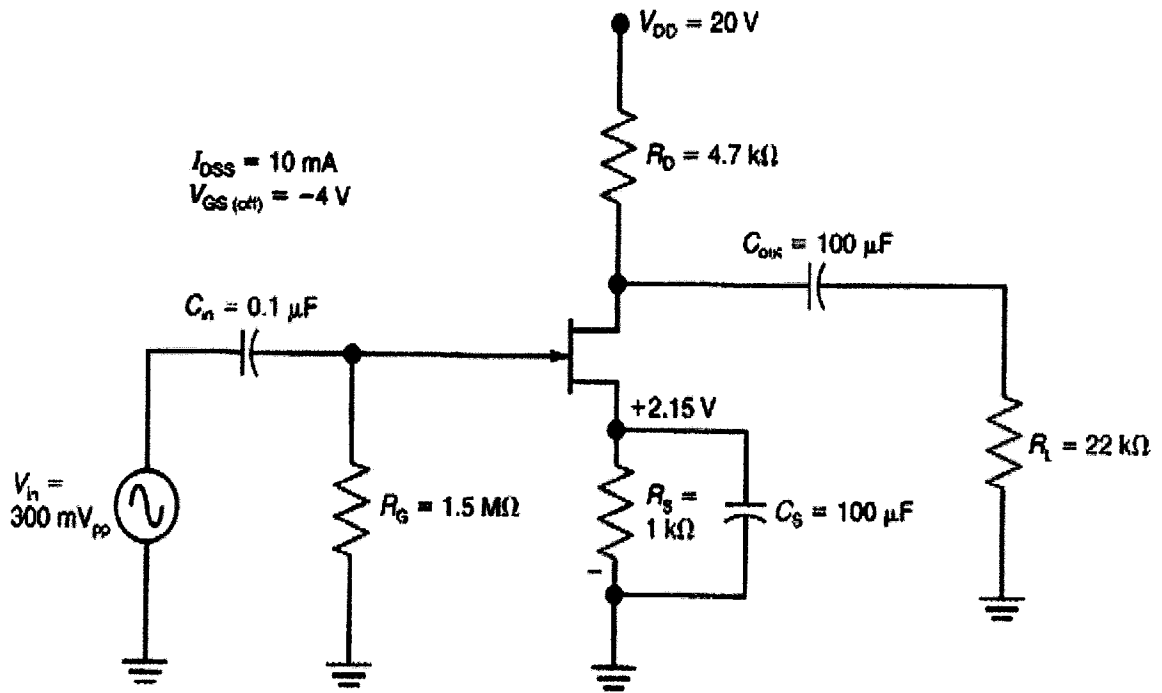 V_DD = 20 V
R_D = 4.7 kΩ
I_DSS = 10 mA
V_GS (off) = −4 V
C_out = 100 μF
C_in = 0.1 μF
+2.15 V
R_L = 22 kΩ
V_in =
300 mV_pp
R_G = 1.5 MΩ
R_S =
1 kΩ
C_S = 100 μF
−